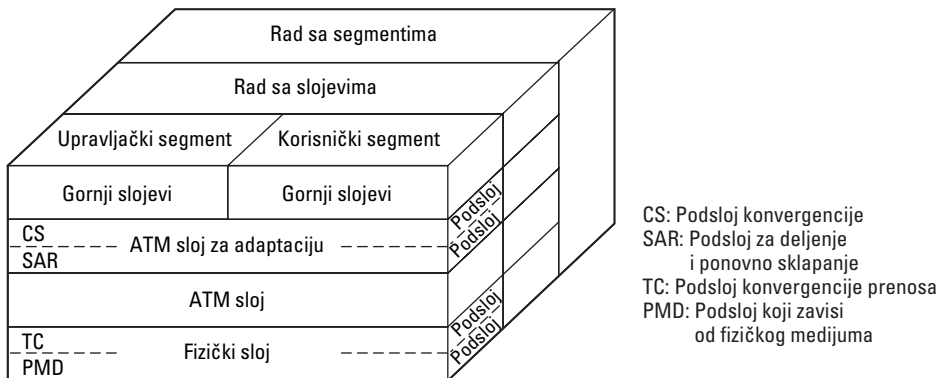 Rad sa segmentima
Rad sa slojevima
Upravljački segment
Korisnički segment
Gornji slojevi
Gornji slojevi
Podsloj
Podsloj
CS
ATM sloj za adaptaciju
SAR
ATM sloj
Podsloj
Podsloj
TC
Fizički sloj
PMD
CS: Podsloj konvergencije
SAR: Podsloj za deljenje
i ponovno sklapanje
TC: Podsloj konvergencije prenosa
PMD: Podsloj koji zavisi
od fizičkog medijuma